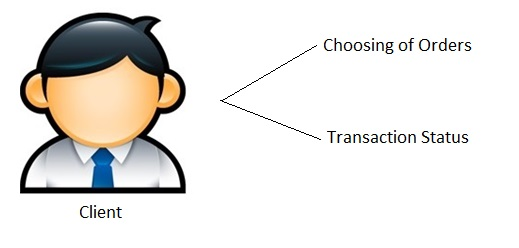 Choosing of Orders
Transaction Status
Client